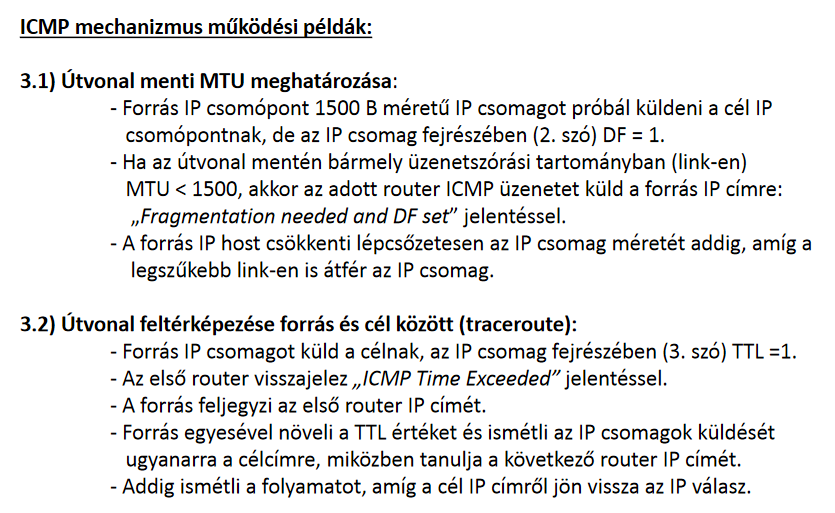 ICMP mechanizmus működési példák:
3.1) Útvonal menti MTU meghatározása:
- Forrás IP csomópont 1500 B méretű IP csomagot próbál küldeni a cél IP
csomópontnak, de az IP csomag fejrészében (2. szó) DF = 1.
- Ha az útvonal mentén bármely üzenetszórási tartományban (link-en)
MTU < 1500, akkor az adott router ICMP üzenetet küld a forrás IP címre:
„Fragmentation needed and DF set” jelentéssel.
- A forrás IP host csökkenti lépcsőzetesen az IP csomag méretét addig, amíg a
legszűkebb link-en is átfér az IP csomag.
3.2) Útvonal feltérképezése forrás és cél között (traceroute):
- Forrás IP csomagot küld a célnak, az IP csomag fejrészében (3. szó) TTL =1.
- Az első router visszajelez „ICMP Time Exceeded” jelentéssel.
- A forrás feljegyzi az első router IP címét.
- Forrás egyesével növeli a TTL értéket és ismétli az IP csomagok küldését
ugyanarra a célcímre, miközben tanulja a következő router IP címét.
- Addig ismétli a folyamatot, amíg a cél IP címről jön vissza az IP válasz.